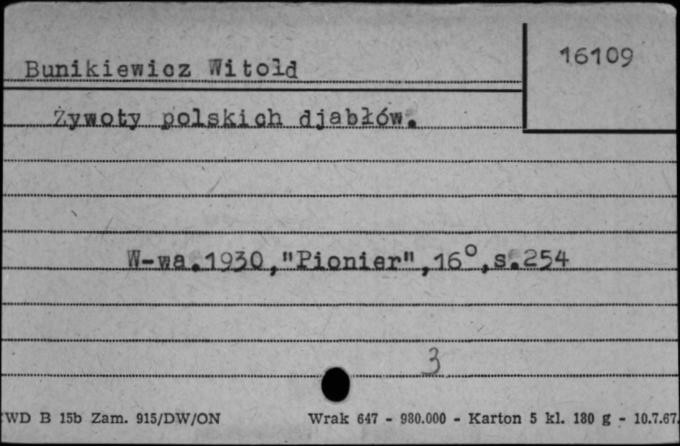 16109
Bunikiewicz Witold
Żywoty polskich djabłów.
W-wa.1930,"Pionier",16°,s.254
3
WD B 15b Zam. 915/DW/ON Wrak 647 - 980.000 - Karton 5 kl. 180 g - 10.7.67.